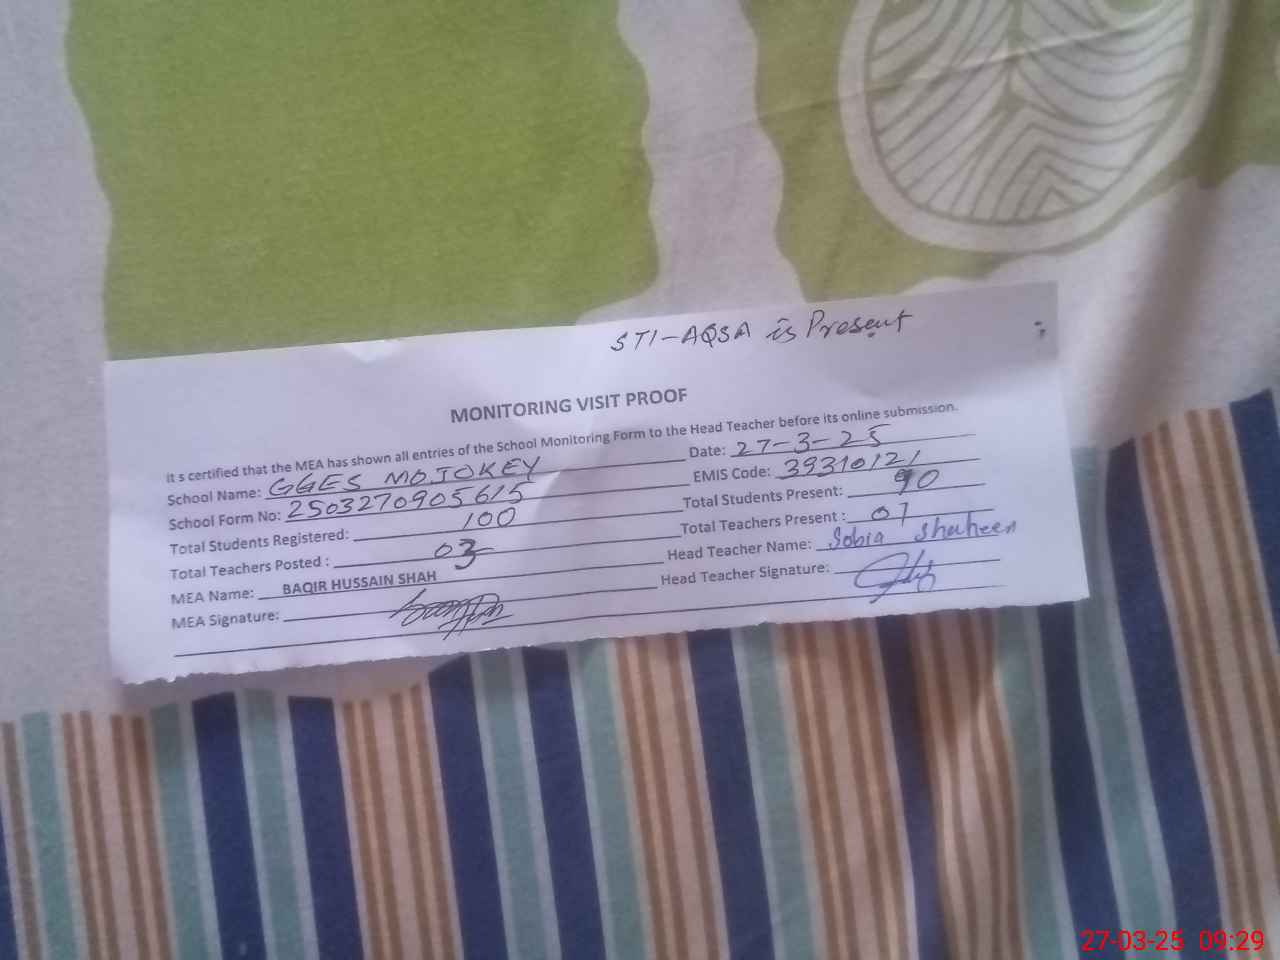 STI-AQSA is Present
MONITORING VISIT PROOF
It s certified that the MEA has shown all entries of the School Monitoring Form to the Head Teacher before its online submission.
School Name: GGES MOJOKEY Date: 27-3-25
School Form No: 2503270905615 EMIS Code: 39310121
Total Students Registered: 100 Total Students Present: 90
Total Teachers Posted : 03 Total Teachers Present : 01
MEA Name: BAQIR HUSSAIN SHAH Head Teacher Name: Sobia Shaheen
MEA Signature: Head Teacher Signature:
27-03-25 09:29